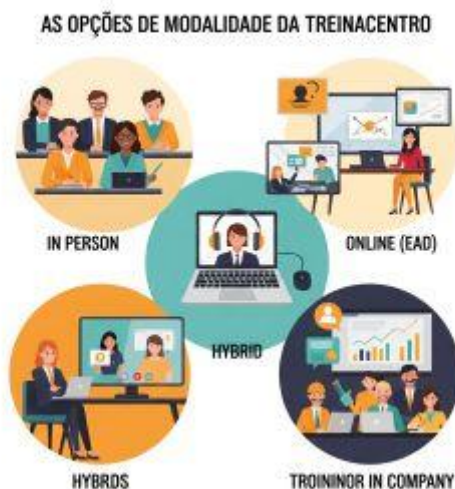 AS OPÇÕES DE MODALIDADE DA TREINACENTRO
IN PERSON
ONLINE (EAD)
HYBRID
HYBRDS
TROININOR IN COMPANY